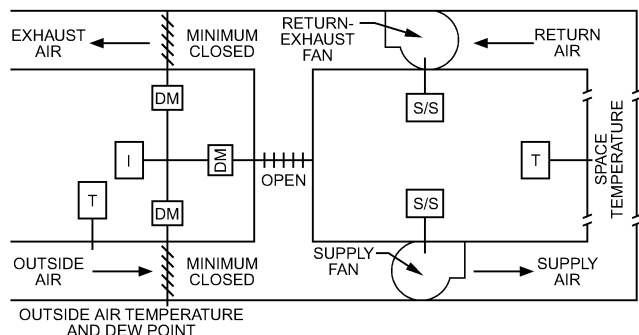 EXHAUST
AIR
MINIMUM
CLOSED
RETURN-
EXHAUST
FAN
RETURN
AIR
DM
S/S
I
DM
OPEN
T
SPACE
TEMPERATURE
T
DM
S/S
OUTSIDE
AIR
MINIMUM
CLOSED
SUPPLY
FAN
SUPPLY
AIR
OUTSIDE AIR TEMPERATURE
AND DEW POINT